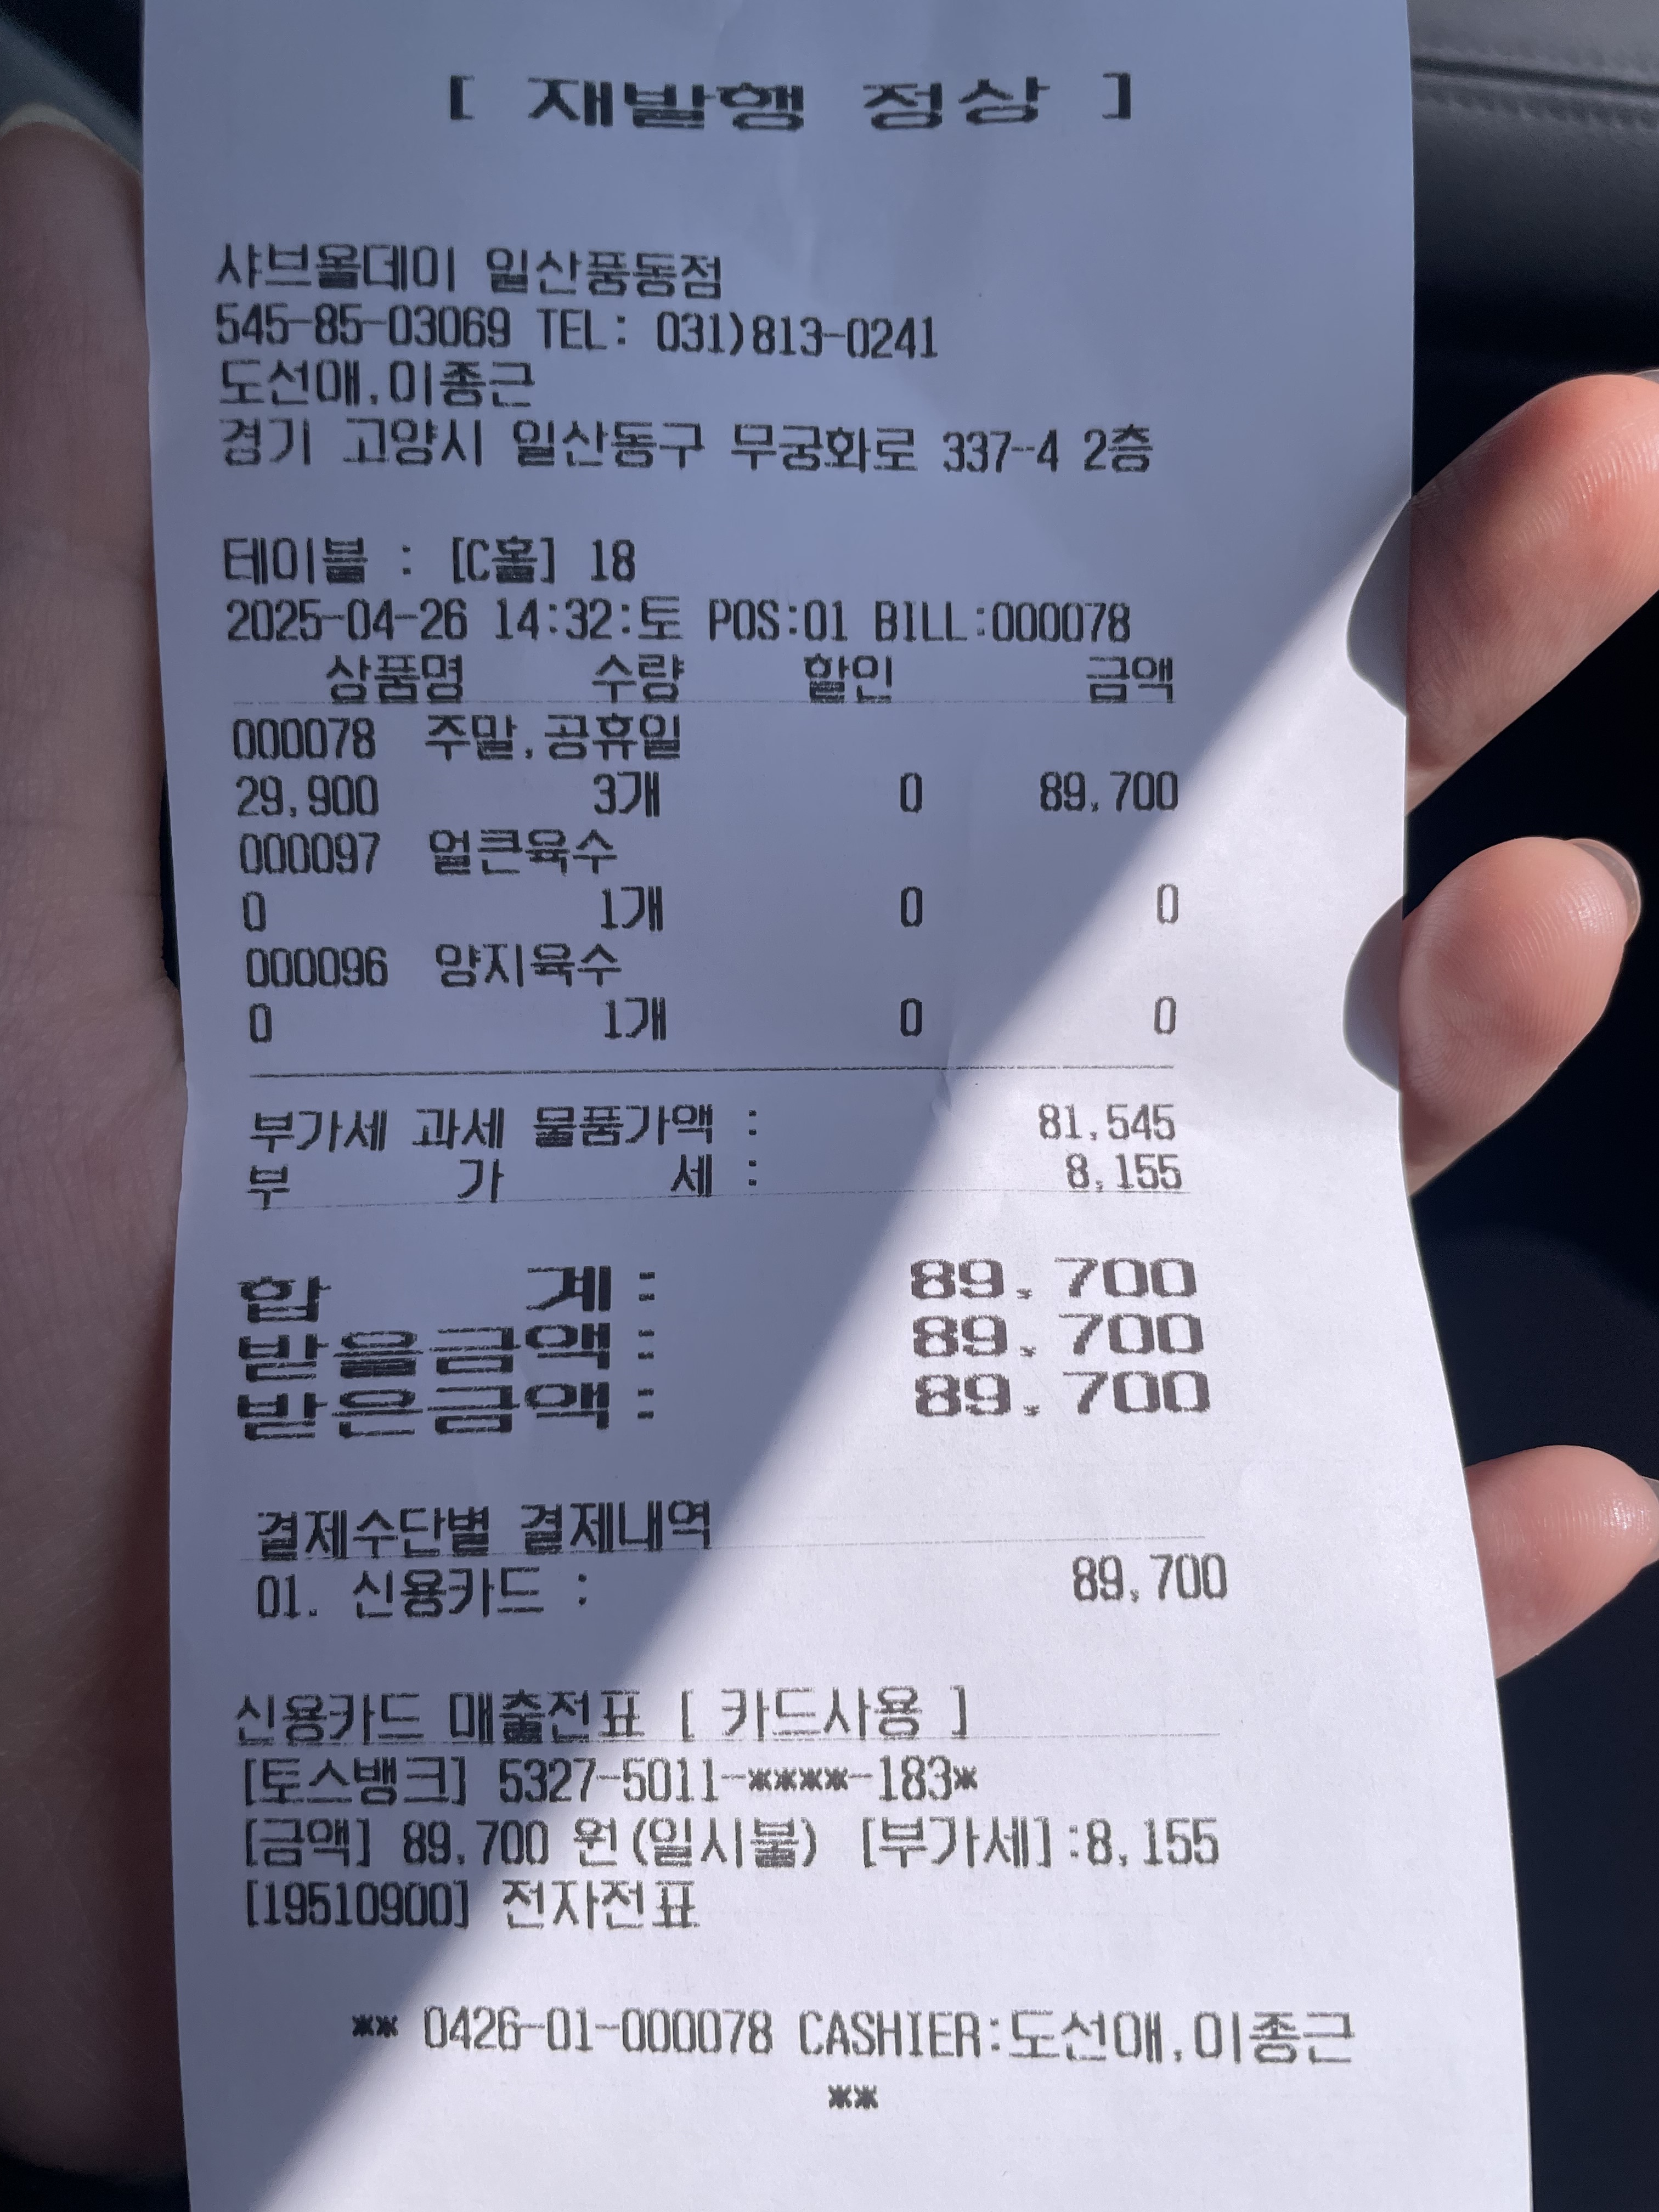 [ 재발행 정상 ]
샤브올데이 일산풍동점
545-85-03069 TEL: 031)813-0241
도선애,이종근
경기 고양시 일산동구 무궁화로 337-4 2층
테이블 : [C홀] 18
2025-04-26 14:32:토 POS:01 BILL:000078
상품명 수량 할인 금액
000078 주말,공휴일
29,900 3개 0 89,700
000097 얼큰육수
0 1개 0 0
000096 양지육수
0 1개 0 0
부가세 과세 물품가액 : 81,545
부 가 세 : 8,155
합 계 : 89,700
받을금액 : 89,700
받은금액 : 89,700
결제수단별 결제내역
01. 신용카드 : 89,700
신용카드 매출전표 [ 카드사용 ]
[토스뱅크] 5327-5011-****-183*
[금액] 89,700 원(일시불) [부가세]:8,155
[19510900] 전자전표
** 0426-01-000078 CASHIER:도선애,이종근
**